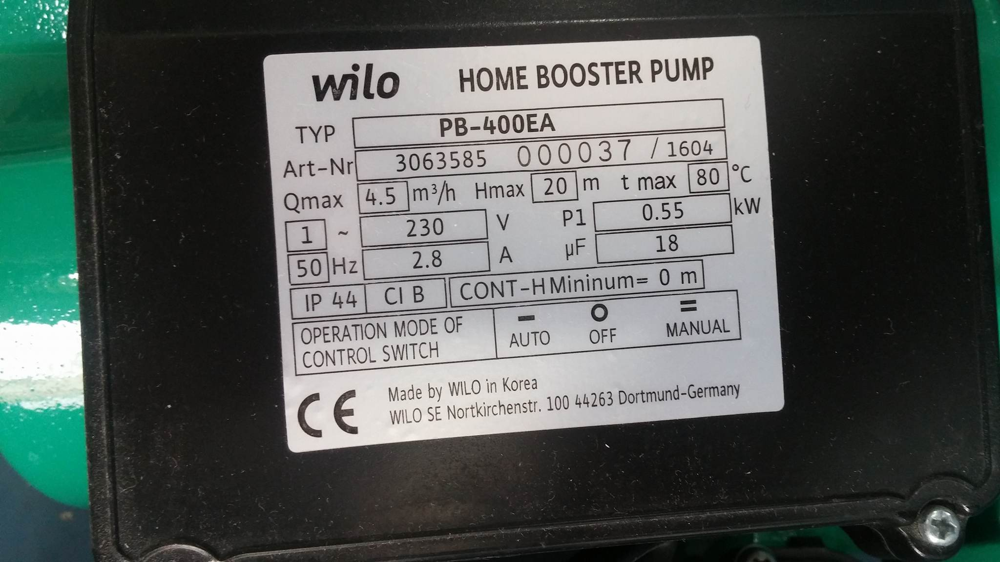 wilo HOME BOOSTER PUMP
TYP PB-400EA
Art-Nr 3063585 000037 / 1604
Qmax 4.5 m³/h Hmax 20 m t max 80 °C
1 ~ 230 V P1 0.55 kW
50 Hz 2.8 A µF 18
IP 44 CI B CONT-H Mininum= 0 m
OPERATION MODE OF
CONTROL SWITCH
- O =
AUTO OFF MANUAL
CE
Made by WILO in Korea
WILO SE Nortkirchenstr. 100 44263 Dortmund-Germany